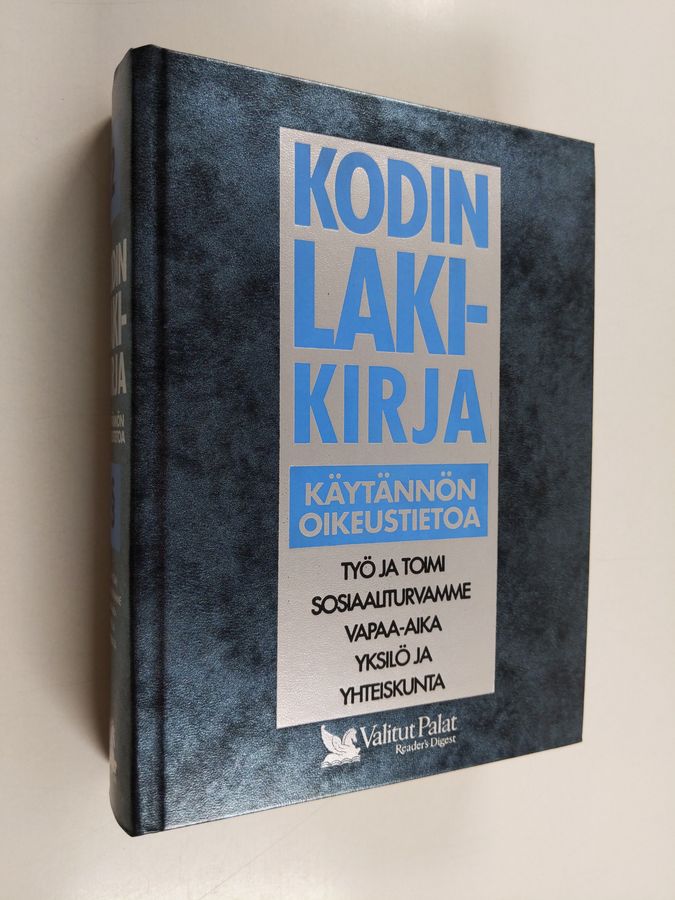 KODIN
LAKI-
KIRJA
KÄYTÄNNÖN
OIKEUSTIETOA
TYÖ JA TOIMI
SOSIAALITURVAMME
VAPAA-AIKA
YKSILÖ JA
YHTEISKUNTA
Valitut Palat
Reader's Digest